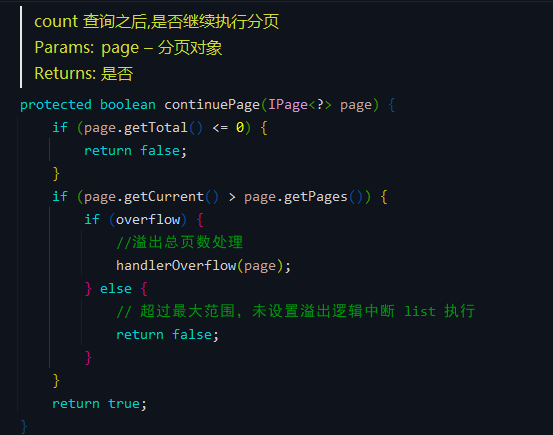 count 查询之后,是否继续执行分页
Params: page – 分页对象
Returns: 是否
protected boolean continuePage(IPage<?> page) {
    if (page.getTotal() <= 0) {
        return false;
    }
    if (page.getCurrent() > page.getPages()) {
        if (overflow) {
            //溢出总页数处理
            handlerOverflow(page);
        } else {
            // 超过最大范围，未设置溢出逻辑中断 list 执行
            return false;
        }
    }
    return true;
}